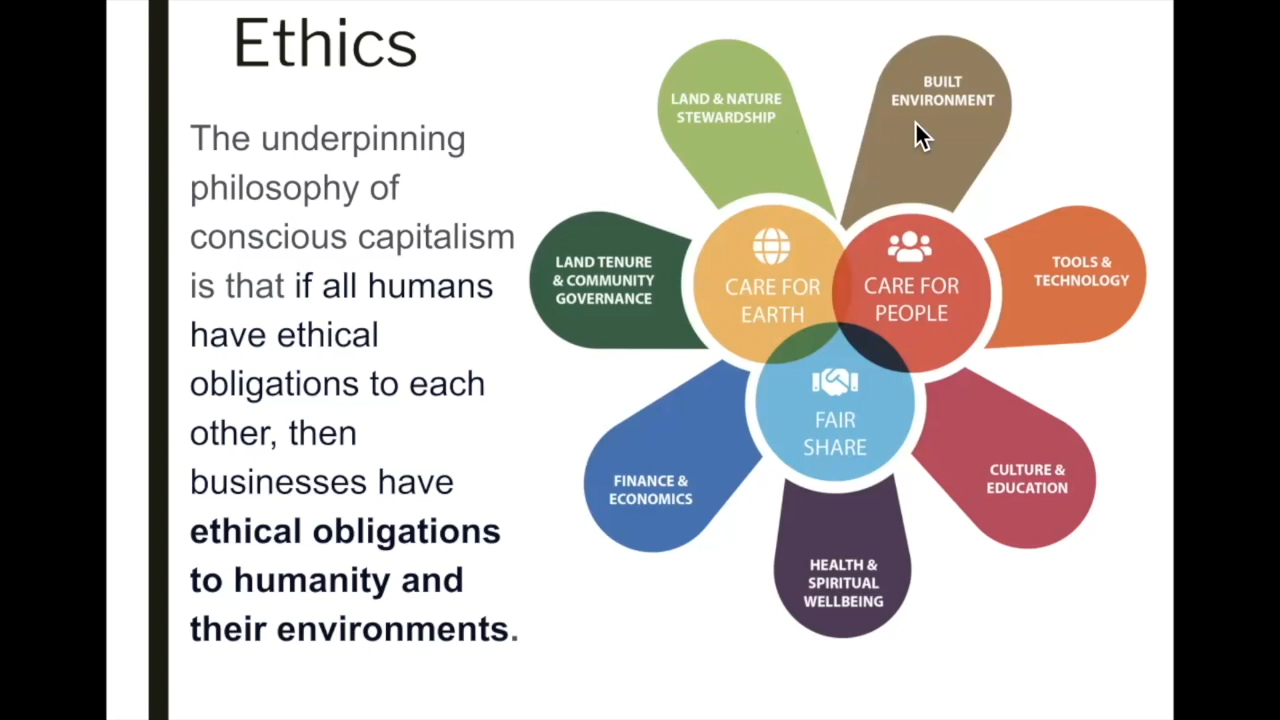 Ethics
The underpinning
philosophy of
conscious capitalism
is that if all humans
have ethical
obligations to each
other, then
businesses have
ethical obligations
to humanity and
their environments.
LAND & NATURE
STEWARDSHIP
BUILT
ENVIRONMENT
LAND TENURE
& COMMUNITY
GOVERNANCE
CARE FOR
EARTH
CARE FOR
PEOPLE
TOOLS &
TECHNOLOGY
FAIR
SHARE
FINANCE &
ECONOMICS
CULTURE &
EDUCATION
HEALTH &
SPIRITUAL
WELLBEING